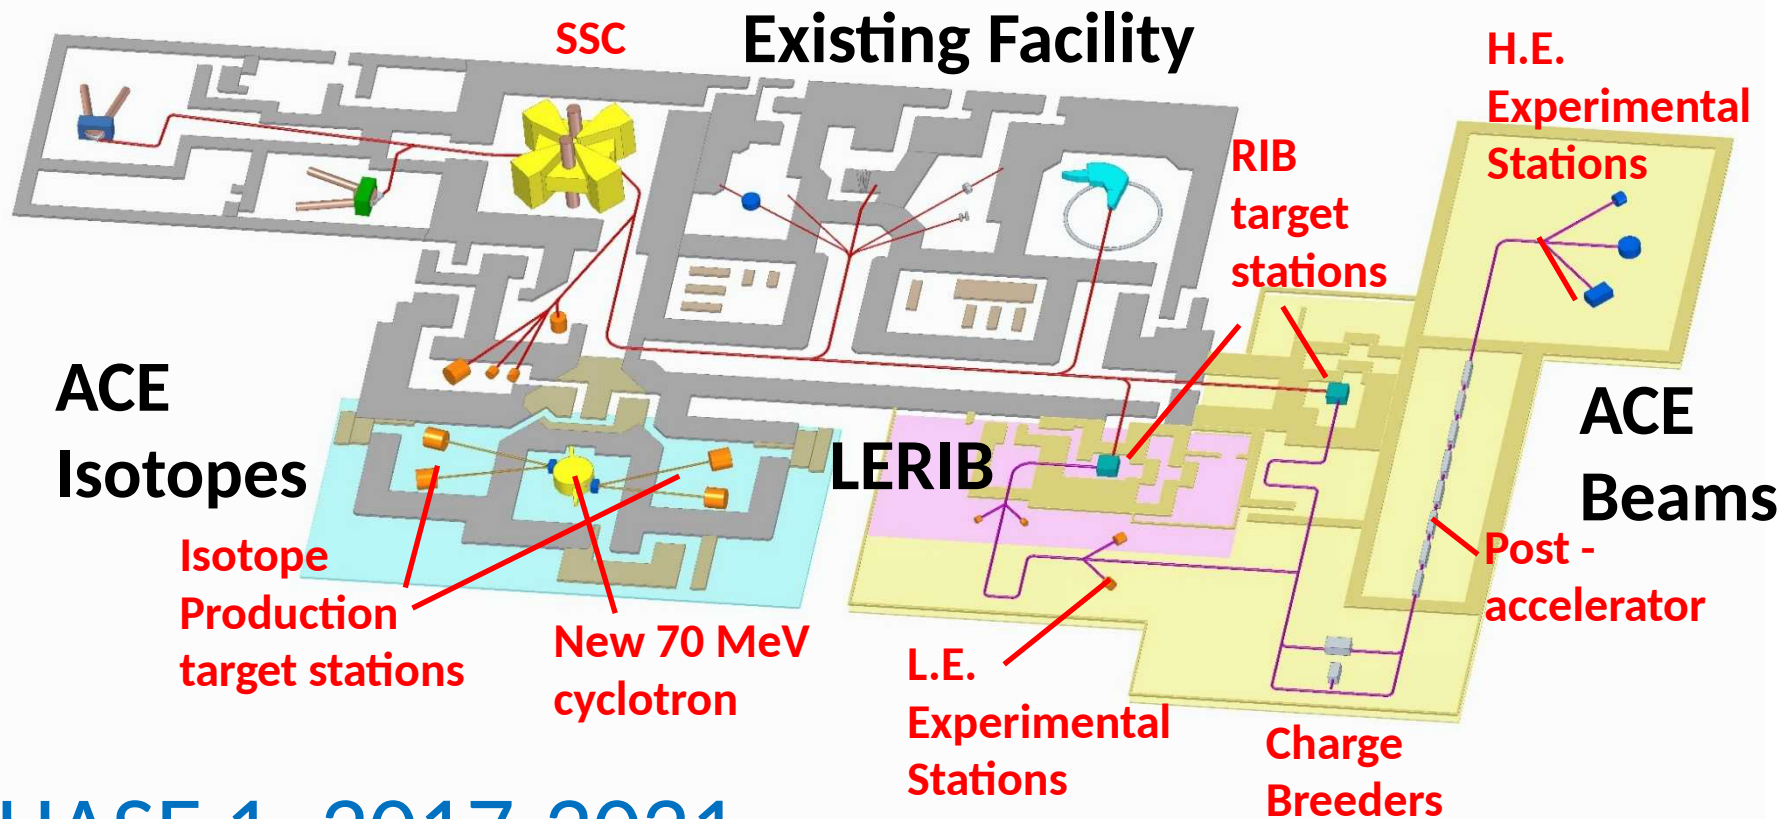 SSC
Existing Facility
H.E.
Experimental
Stations
RIB
target
stations
ACE
Isotopes
LERIB
ACE
Beams
Isotope
Production
target stations
New 70 MeV
cyclotron
L.E.
Experimental
Stations
Post -
accelerator
Charge
Breeders